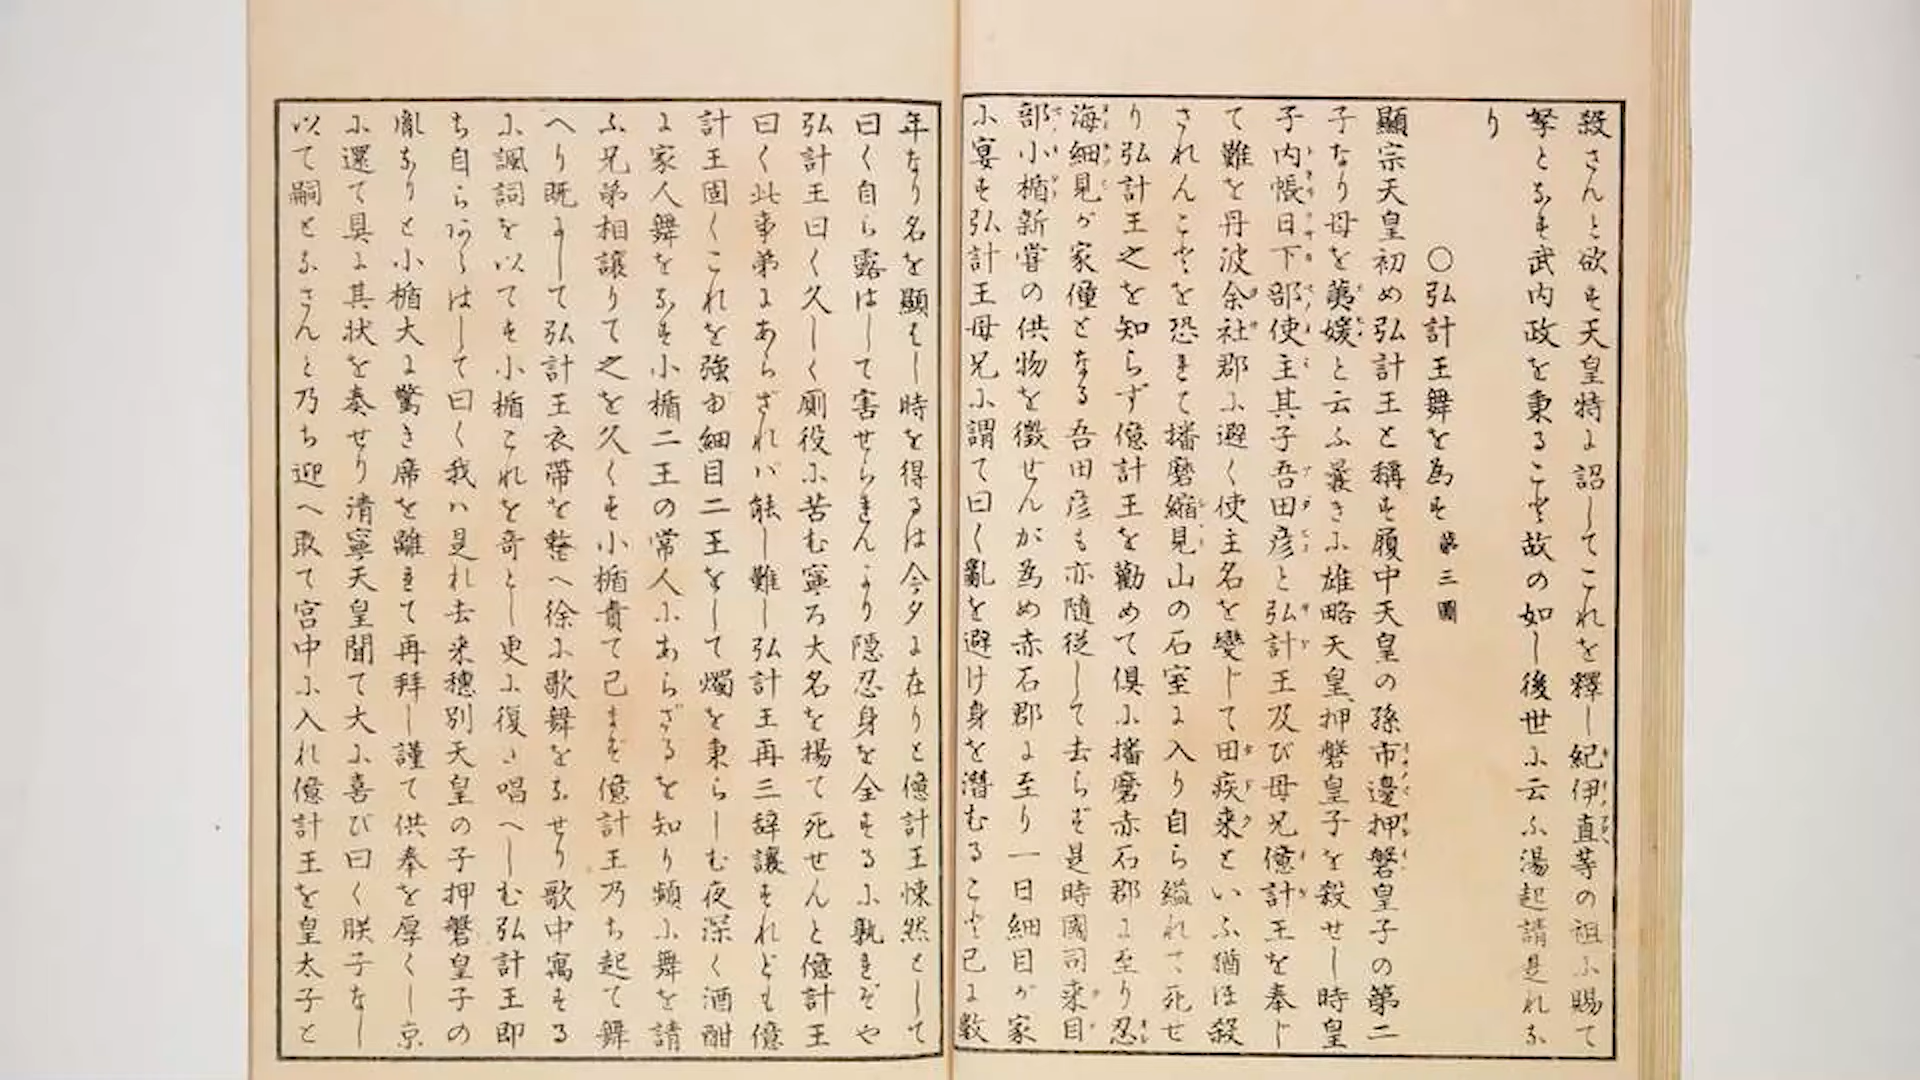 殺さんと欲す天皇特に詔してこれを釋し紀伊直等の祖に賜て
拏となす武内政を秉ること故の如し後世に云ふ湯起請是れな
り
○弘計王舞を為す 第三圖
顯宗天皇初め弘計王と稱す履中天皇の孫市邊押磐皇子の第二
子なり母を荑媛と云ふ曩きに雄略天皇押磐皇子を殺せし時皇
子内帳日下部使主其子吾田彦と弘計王及び母兄億計王を奉じ
て難を丹波余社郡に避く使主名を變じて田疾来といふ猶ほ殺
されんことを恐きて播磨縮見山の石室に入り自ら縊れて死せ
り弘計王之を知らず億計王を勸めて倶に播磨赤石郡に至り忍
海細見が家僮となる吾田彦も亦隨従して去らず是時國司来目
部小楯新嘗の供物を徴せんが為め赤石郡に至り一日細目が家
に宴す弘計王母兄に謂て曰く亂を避け身を潜むること已に數
年なり名を顯はし時を得るは今夕に在りと億計王悚然として
曰く自ら露はして害せられんより隠忍身を全するに孰れぞや
弘計王曰く久しく厠役に苦む寧ろ大名を揚て死せんと億計王
曰く此事弟にあらざれバ能し難し弘計王再三辞讓すれども億
計王固くこれを強ゆ細目二王をして燭を秉らしむ夜深く酒酣
に家人舞をなす小楯二王の常人にあらざるを知り頻に舞を請
ふ兄弟相讓りて之を久くす小楯責て已まず億計王乃ち起て舞
へり既にして弘計王衣帶を整へ徐に歌舞をなせり歌中寓する
に諷詞を以てす小楯これを奇とし更に復た唱へしむ弘計王即
ち自らあらはして曰く我ハ是れ去来穗別天皇の子押磐皇子の
胤なりと小楯大に驚き席を離きて再拜し謹て供奉を厚くし京
に還て具に其状を奏せり清寧天皇聞て大に喜び曰く朕子なし
以て嗣となさんと乃ち迎へ取て宮中に入れ億計王を皇太子と